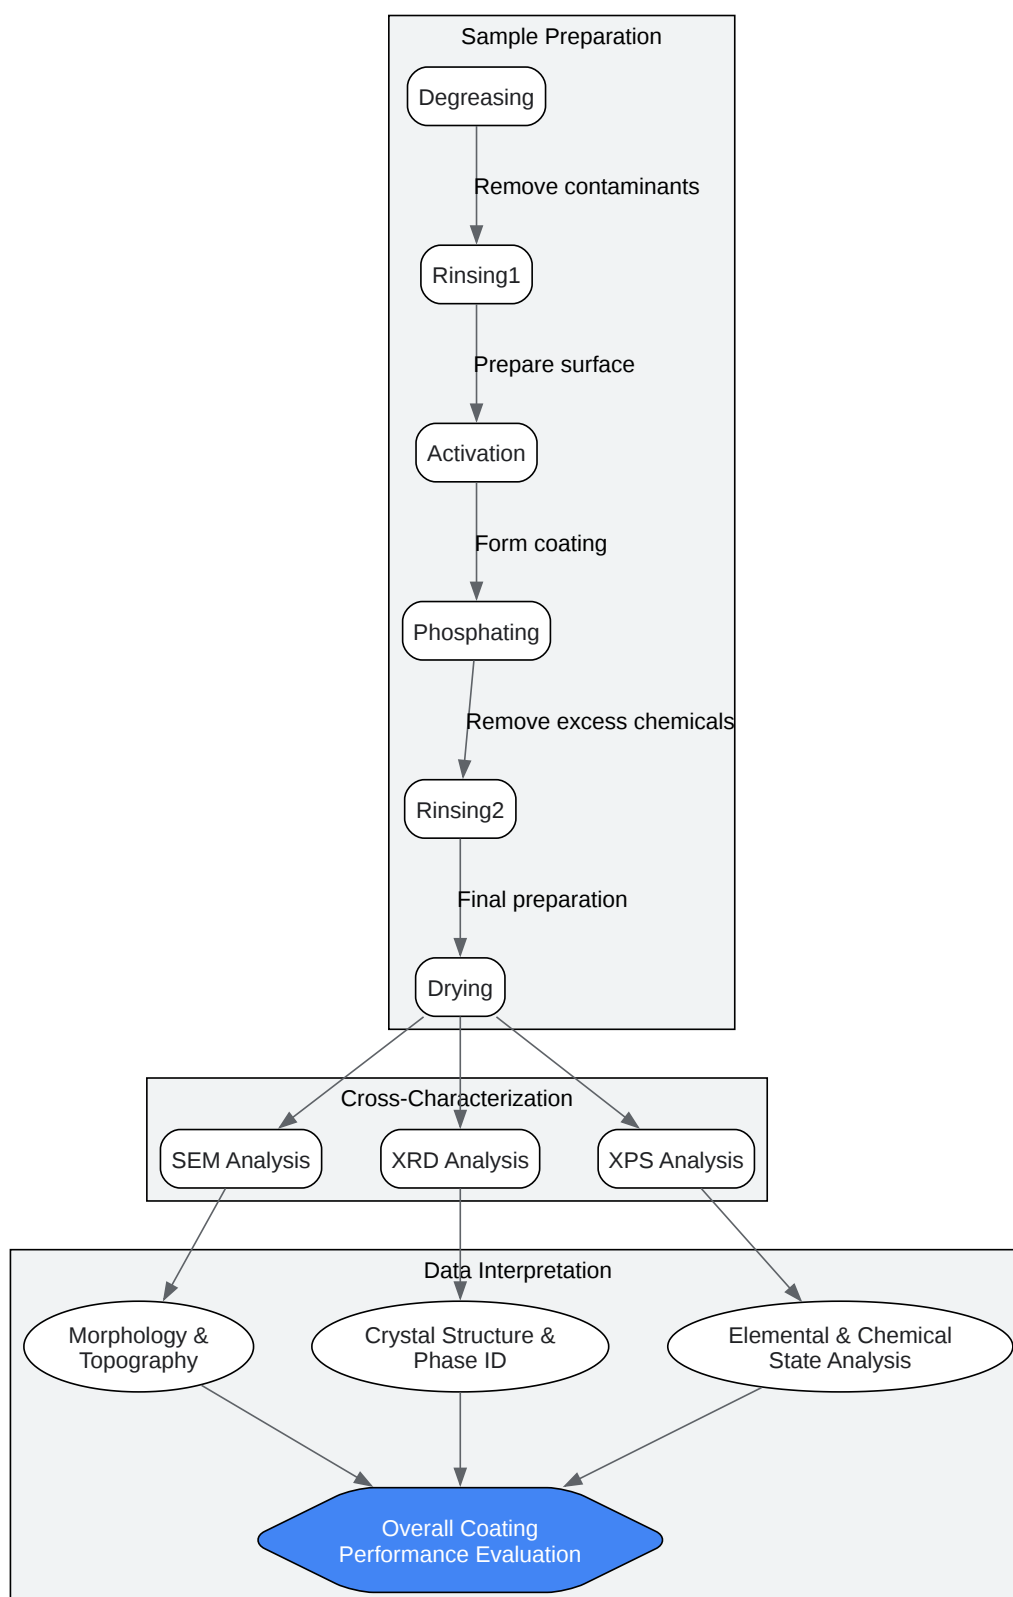 Sample Preparation
Degreasing
Remove contaminants
Rinsing1
Prepare surface
Activation
Form coating
Phosphating
Remove excess chemicals
Rinsing2
Final preparation
Drying
Cross-Characterization
SEM Analysis
XRD Analysis
XPS Analysis
Data Interpretation
Morphology &
Topography
Crystal Structure &
Phase ID
Elemental & Chemical
State Analysis
Overall Coating
Performance Evaluation